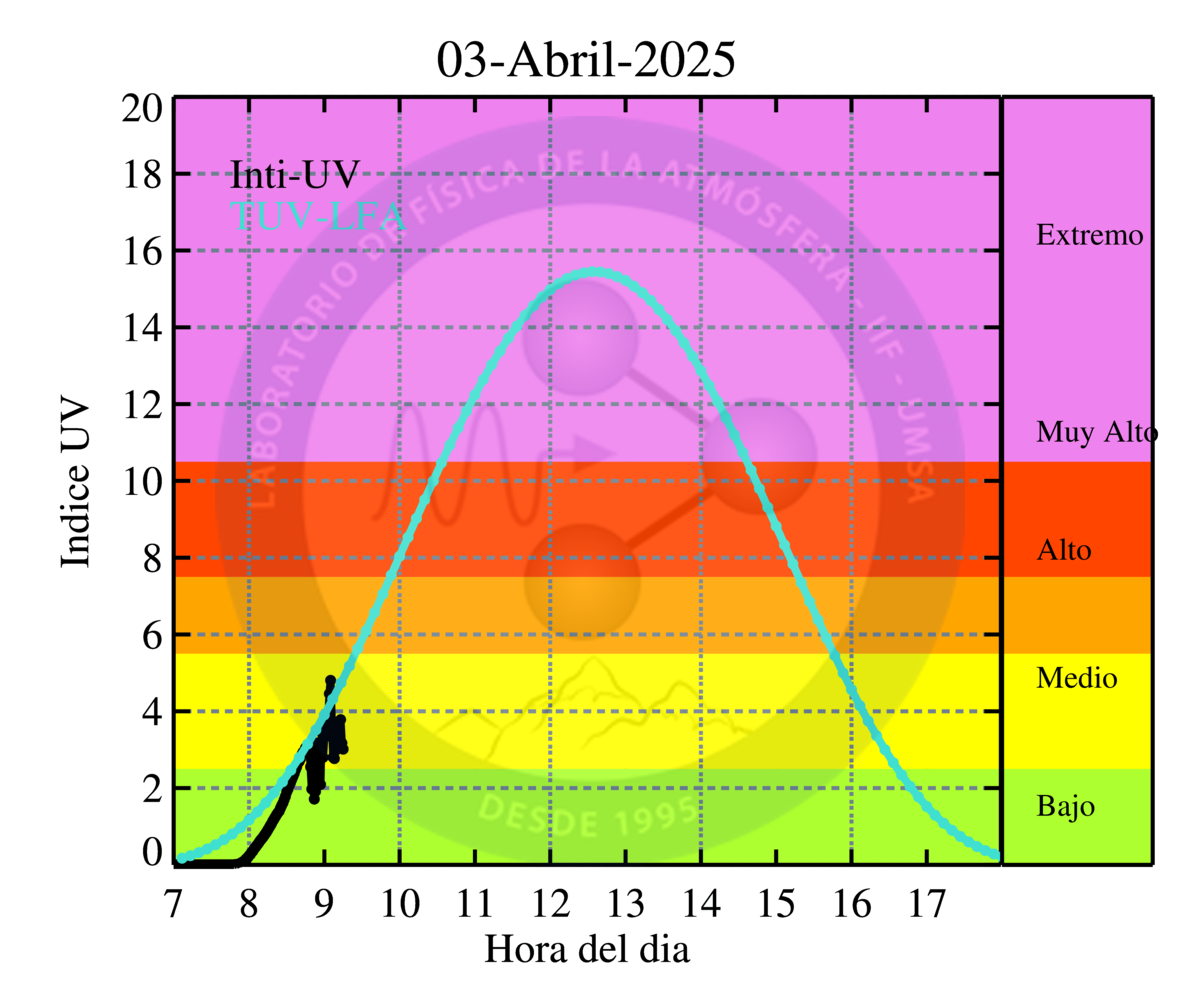 03-Abril-2025
20
18
16
14
12
10
8
6
4
2
0
Indice UV
Inti-UV
TUV-LFA
LABORATORIO DE FÍSICA DE LA ATMÓSFERA - IIF - UMSA
DESDE 1995
Extremo
Muy Alto
Alto
Medio
Bajo
7 8 9 10 11 12 13 14 15 16 17
Hora del dia